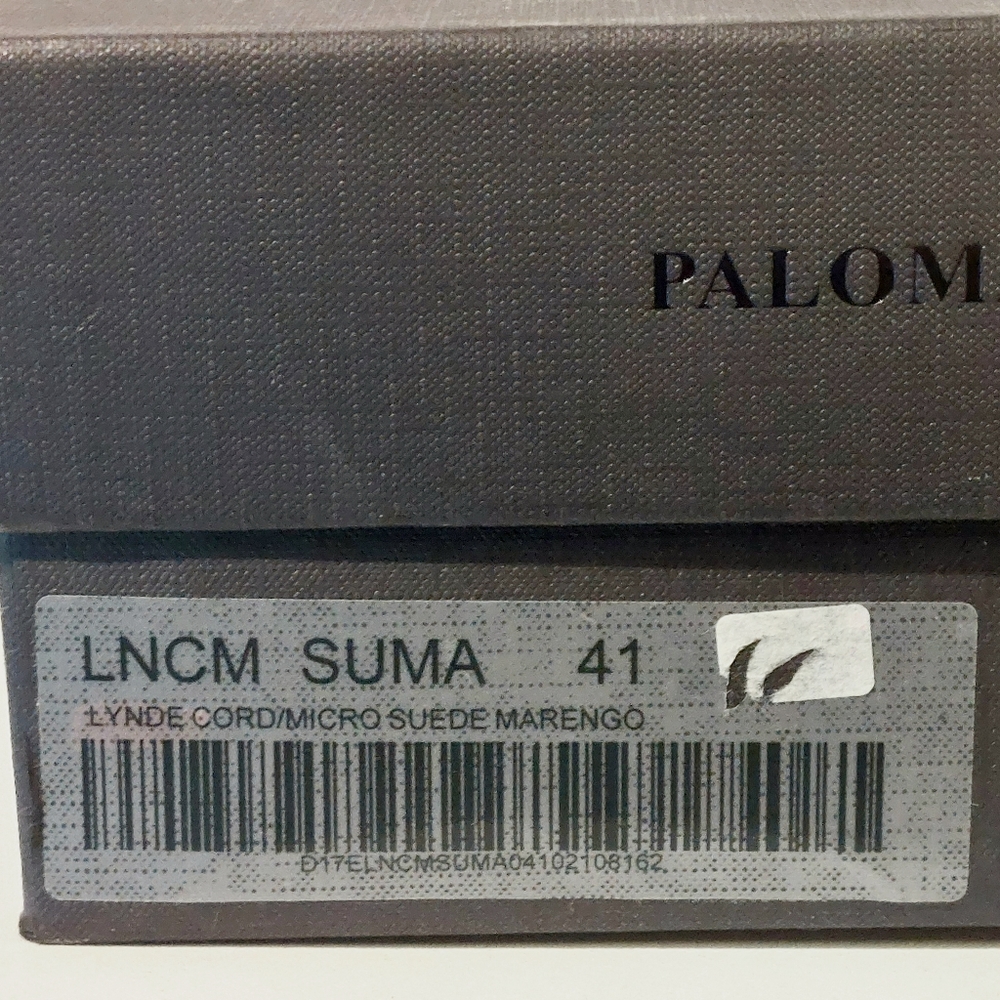 PALOM
LNCM SUMA 41
LYNDE CORD/MICRO SUEDE MARENGO
D17ELNCMSUMA04102108162